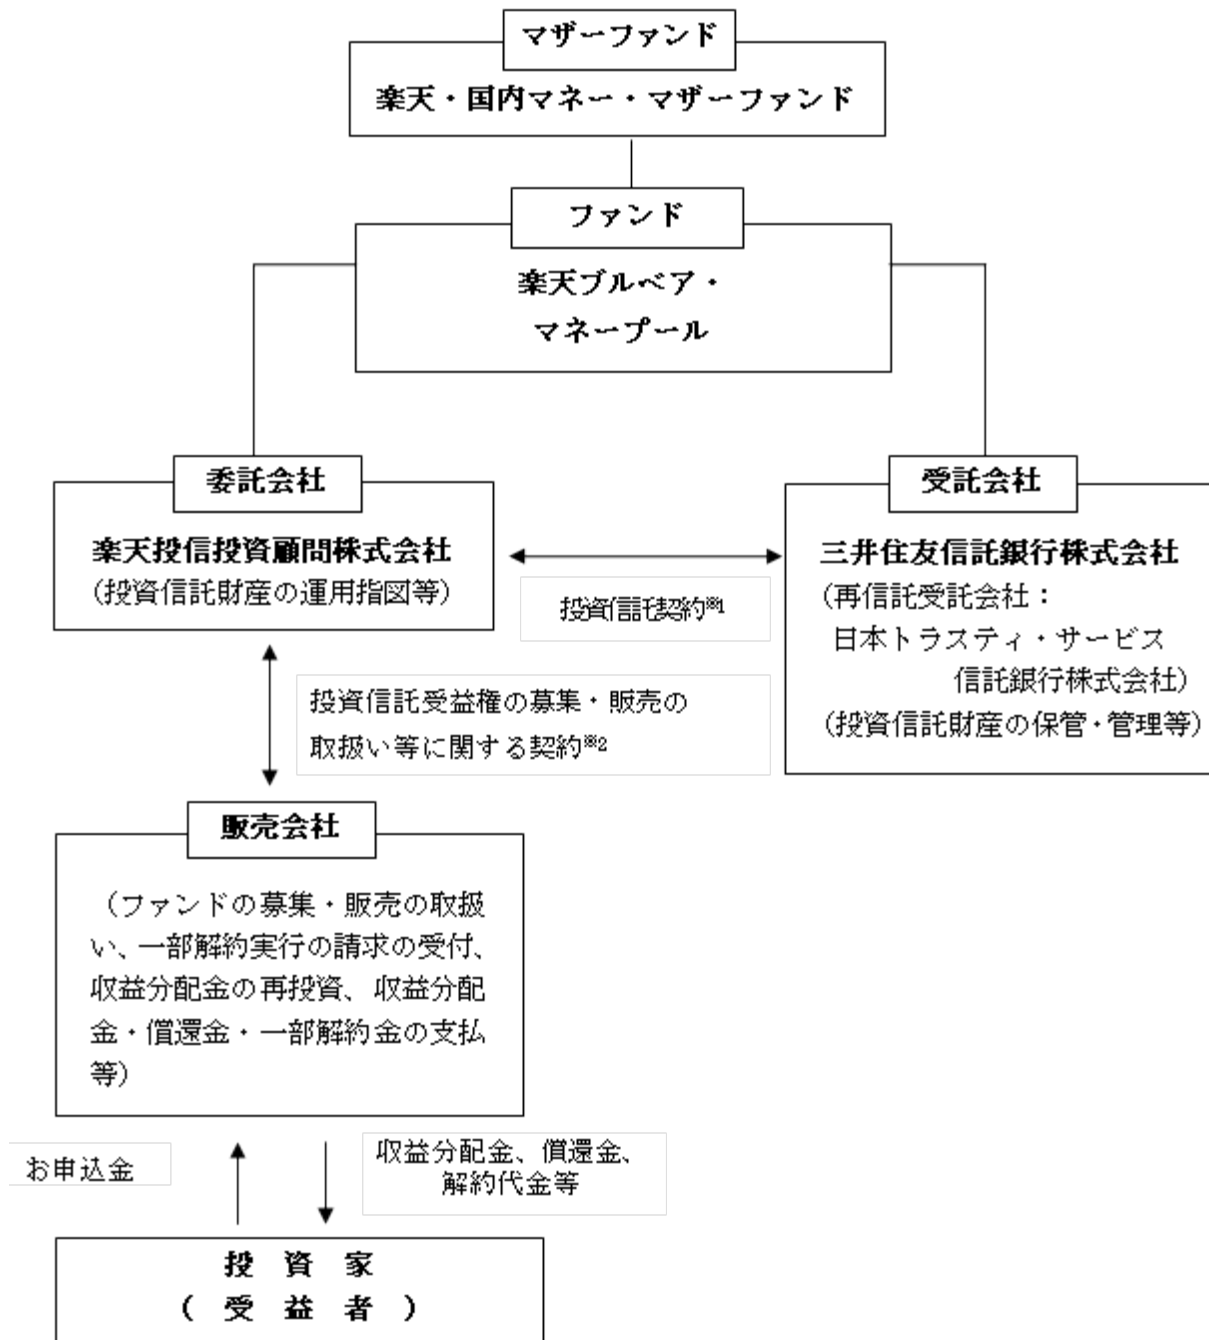 マザーファンド
楽天・国内マネー・マザーファンド
ファンド
楽天ブルベア・
マネープール
委託会社
楽天投信投資顧問株式会社
(投資信託財産の運用指図等)
投資信託契約※1
受託会社
三井住友信託銀行株式会社
(再信託受託会社：
日本トラスティ・サービス
信託銀行株式会社)
(投資信託財産の保管・管理等)
投資信託受益権の募集・販売の
取扱い等に関する契約※2
販売会社
(ファンドの募集・販売の取扱
い、一部解約実行の請求の受付、
収益分配金の再投資、収益分配
金・償還金・一部解約金の支払
等)
お申込金
収益分配金、償還金、
解約代金等
投　資　家
(　受　益　者　)